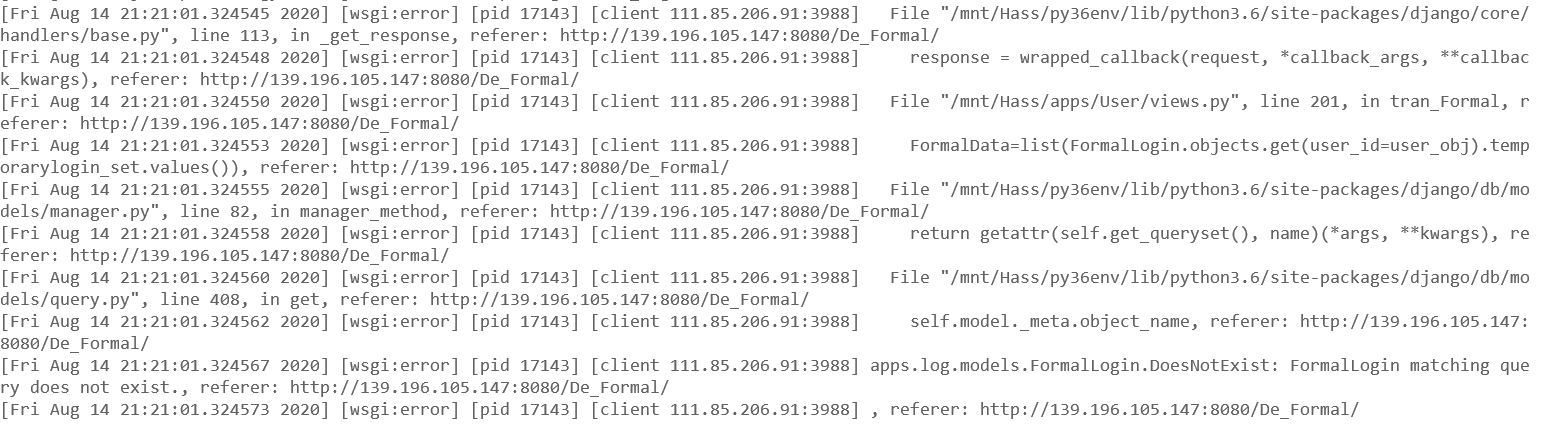 [Fri Aug 14 21:21:01.324545 2020] [wsgi:error] [pid 17143] [client 111.85.206.91:3988]   File "/mnt/Hass/py36env/lib/python3.6/site-packages/django/core/
handlers/base.py", line 113, in _get_response, referer: http://139.196.105.147:8080/De_Formal/
[Fri Aug 14 21:21:01.324548 2020] [wsgi:error] [pid 17143] [client 111.85.206.91:3988]     response = wrapped_callback(request, *callback_args, **callbac
k_kwargs), referer: http://139.196.105.147:8080/De_Formal/
[Fri Aug 14 21:21:01.324550 2020] [wsgi:error] [pid 17143] [client 111.85.206.91:3988]   File "/mnt/Hass/apps/User/views.py", line 201, in tran_Formal, r
eferer: http://139.196.105.147:8080/De_Formal/
[Fri Aug 14 21:21:01.324553 2020] [wsgi:error] [pid 17143] [client 111.85.206.91:3988]     FormalData=list(FormalLogin.objects.get(user_id=user_obj).temp
orarylogin_set.values()), referer: http://139.196.105.147:8080/De_Formal/
[Fri Aug 14 21:21:01.324555 2020] [wsgi:error] [pid 17143] [client 111.85.206.91:3988]   File "/mnt/Hass/py36env/lib/python3.6/site-packages/django/db/mo
dels/manager.py", line 82, in manager_method, referer: http://139.196.105.147:8080/De_Formal/
[Fri Aug 14 21:21:01.324558 2020] [wsgi:error] [pid 17143] [client 111.85.206.91:3988]     return getattr(self.get_queryset(), name)(*args, **kwargs), re
ferer: http://139.196.105.147:8080/De_Formal/
[Fri Aug 14 21:21:01.324560 2020] [wsgi:error] [pid 17143] [client 111.85.206.91:3988]   File "/mnt/Hass/py36env/lib/python3.6/site-packages/django/db/mo
dels/query.py", line 408, in get, referer: http://139.196.105.147:8080/De_Formal/
[Fri Aug 14 21:21:01.324562 2020] [wsgi:error] [pid 17143] [client 111.85.206.91:3988]     self.model._meta.object_name, referer: http://139.196.105.147:
8080/De_Formal/
[Fri Aug 14 21:21:01.324567 2020] [wsgi:error] [pid 17143] [client 111.85.206.91:3988] apps.log.models.FormalLogin.DoesNotExist: FormalLogin matching que
ry does not exist., referer: http://139.196.105.147:8080/De_Formal/
[Fri Aug 14 21:21:01.324573 2020] [wsgi:error] [pid 17143] [client 111.85.206.91:3988] , referer: http://139.196.105.147:8080/De_Formal/